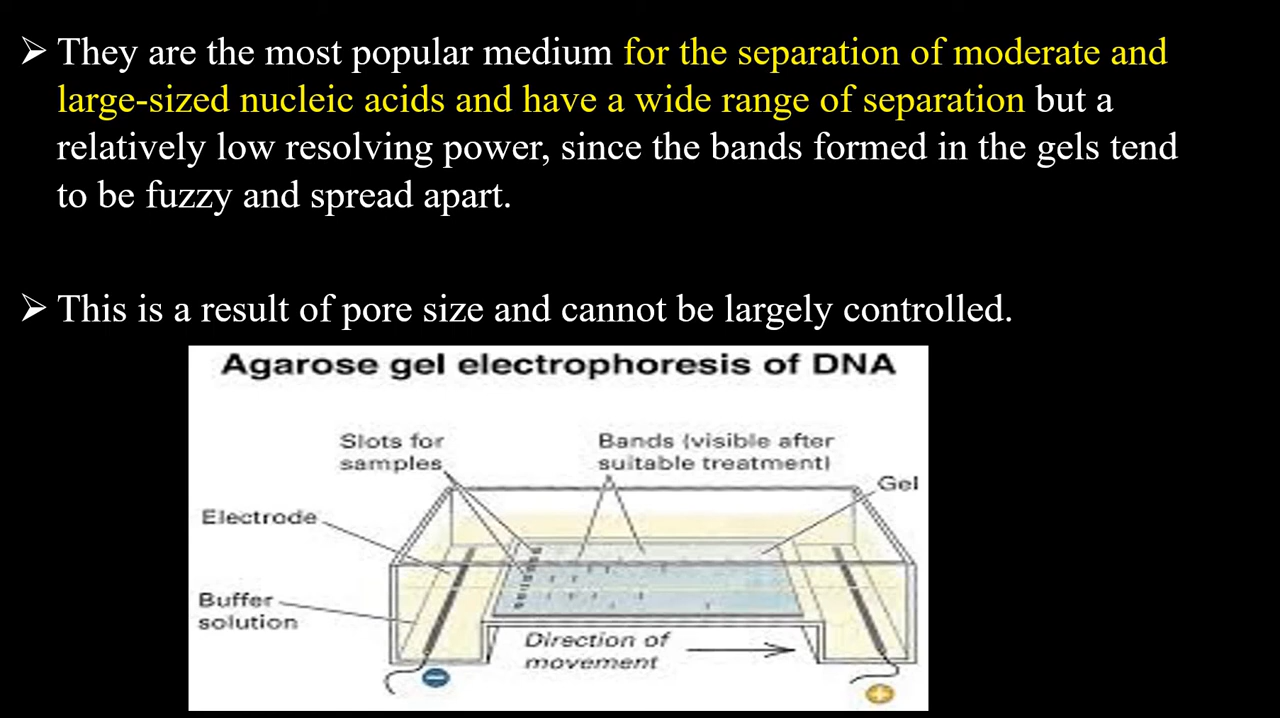 ➢ They are the most popular medium for the separation of moderate and
large-sized nucleic acids and have a wide range of separation but a
relatively low resolving power, since the bands formed in the gels tend
to be fuzzy and spread apart.
➢ This is a result of pore size and cannot be largely controlled.
Agarose gel electrophoresis of DNA
Slots for
samples
Bands (visible after
suitable treatment)
Gel
Electrode
Buffer
solution
Direction of
movement